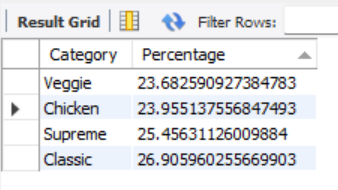 Result Grid Filter Rows:
Category Percentage
Veggie 23.682590927384783
Chicken 23.955137556847493
Supreme 25.45631126009884
Classic 26.905960255669903